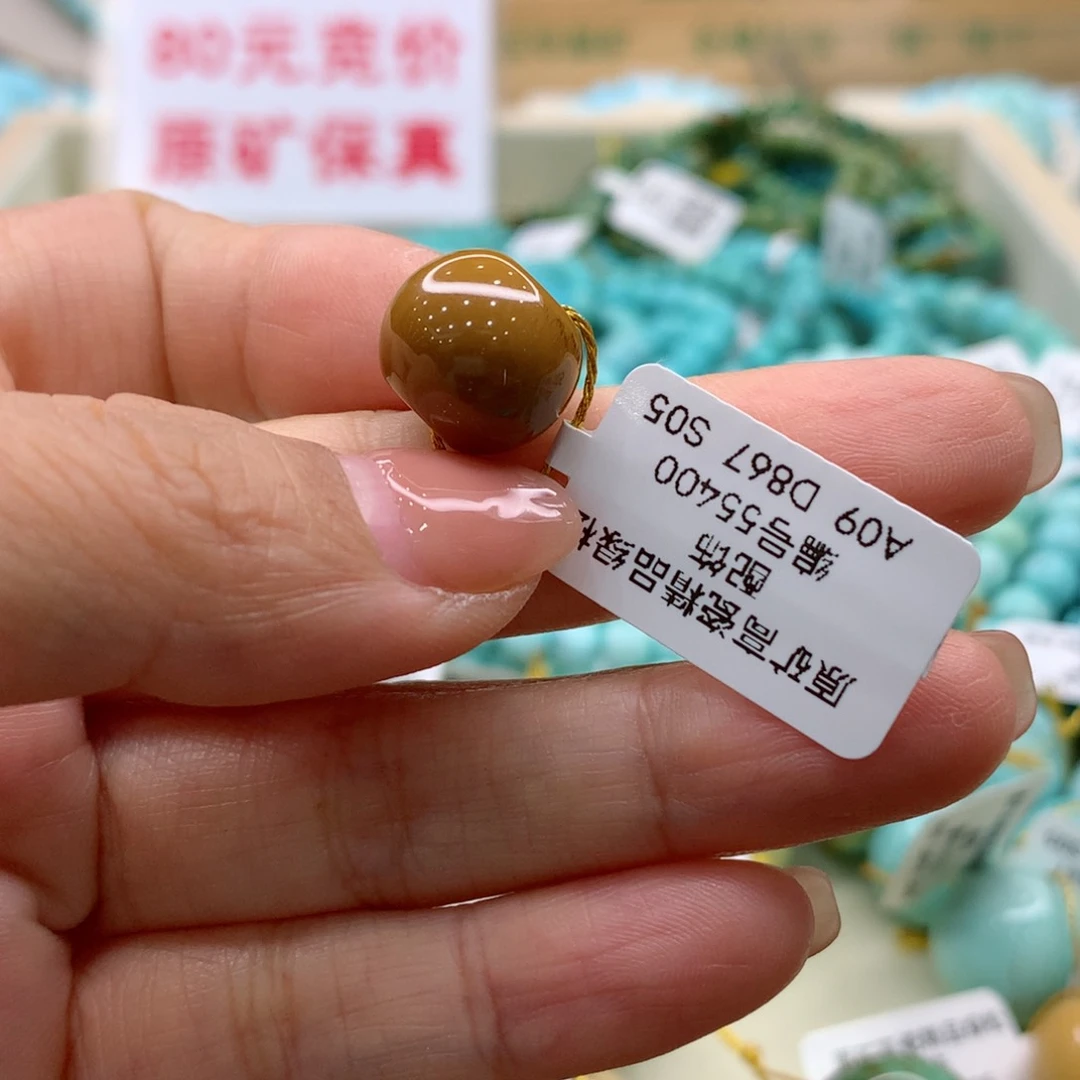 80元竞价
原矿保真
原矿高瓷精品绿松
配饰
编号55400
A09 D867 S05